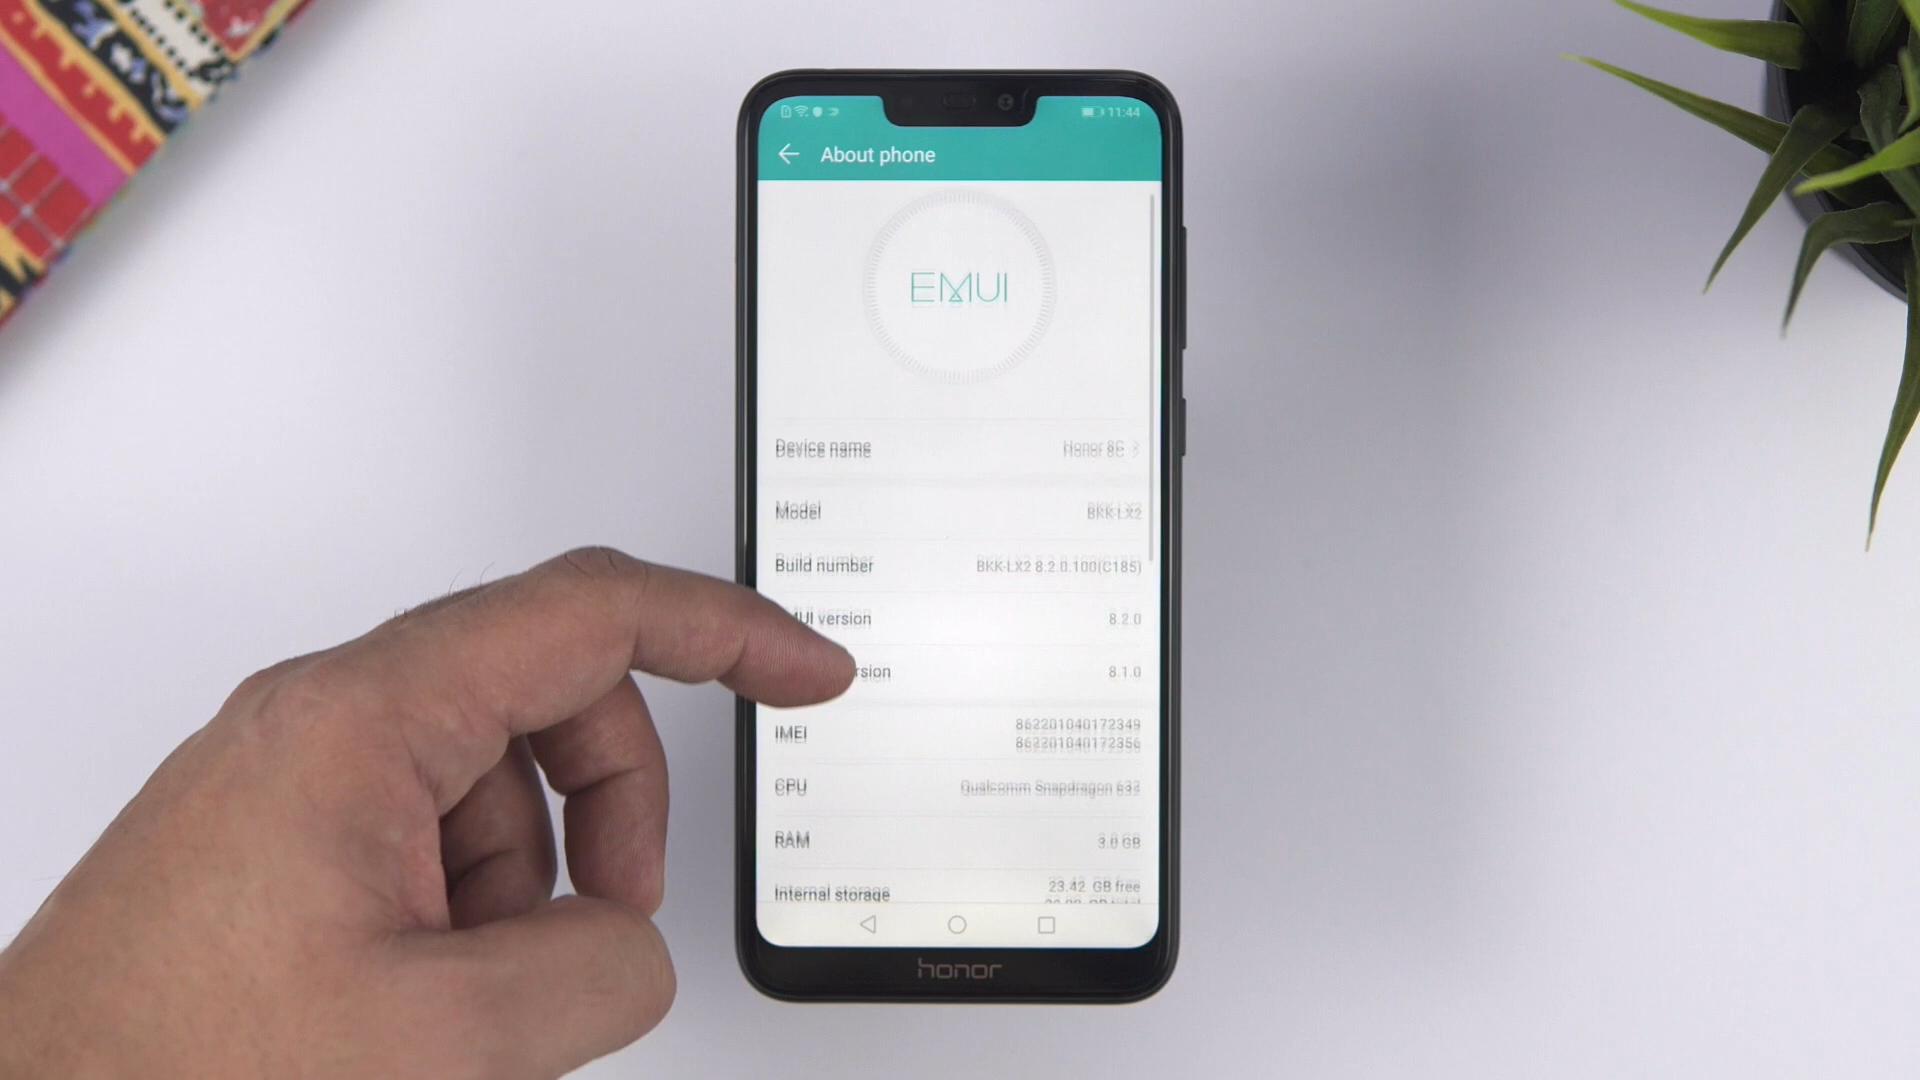 11:44
About phone
EMUI
Device name Honor 8C
Model BKK-LX2
Build number BKK-LX2 8.2.0.100(C185)
MUI version 8.2.0
rsion 8.1.0
IMEI 862201040172349
862201040172356
CPU Qualcomm Snapdragon 632
RAM 3.0 GB
Internal storage 23.42 GB free
honor